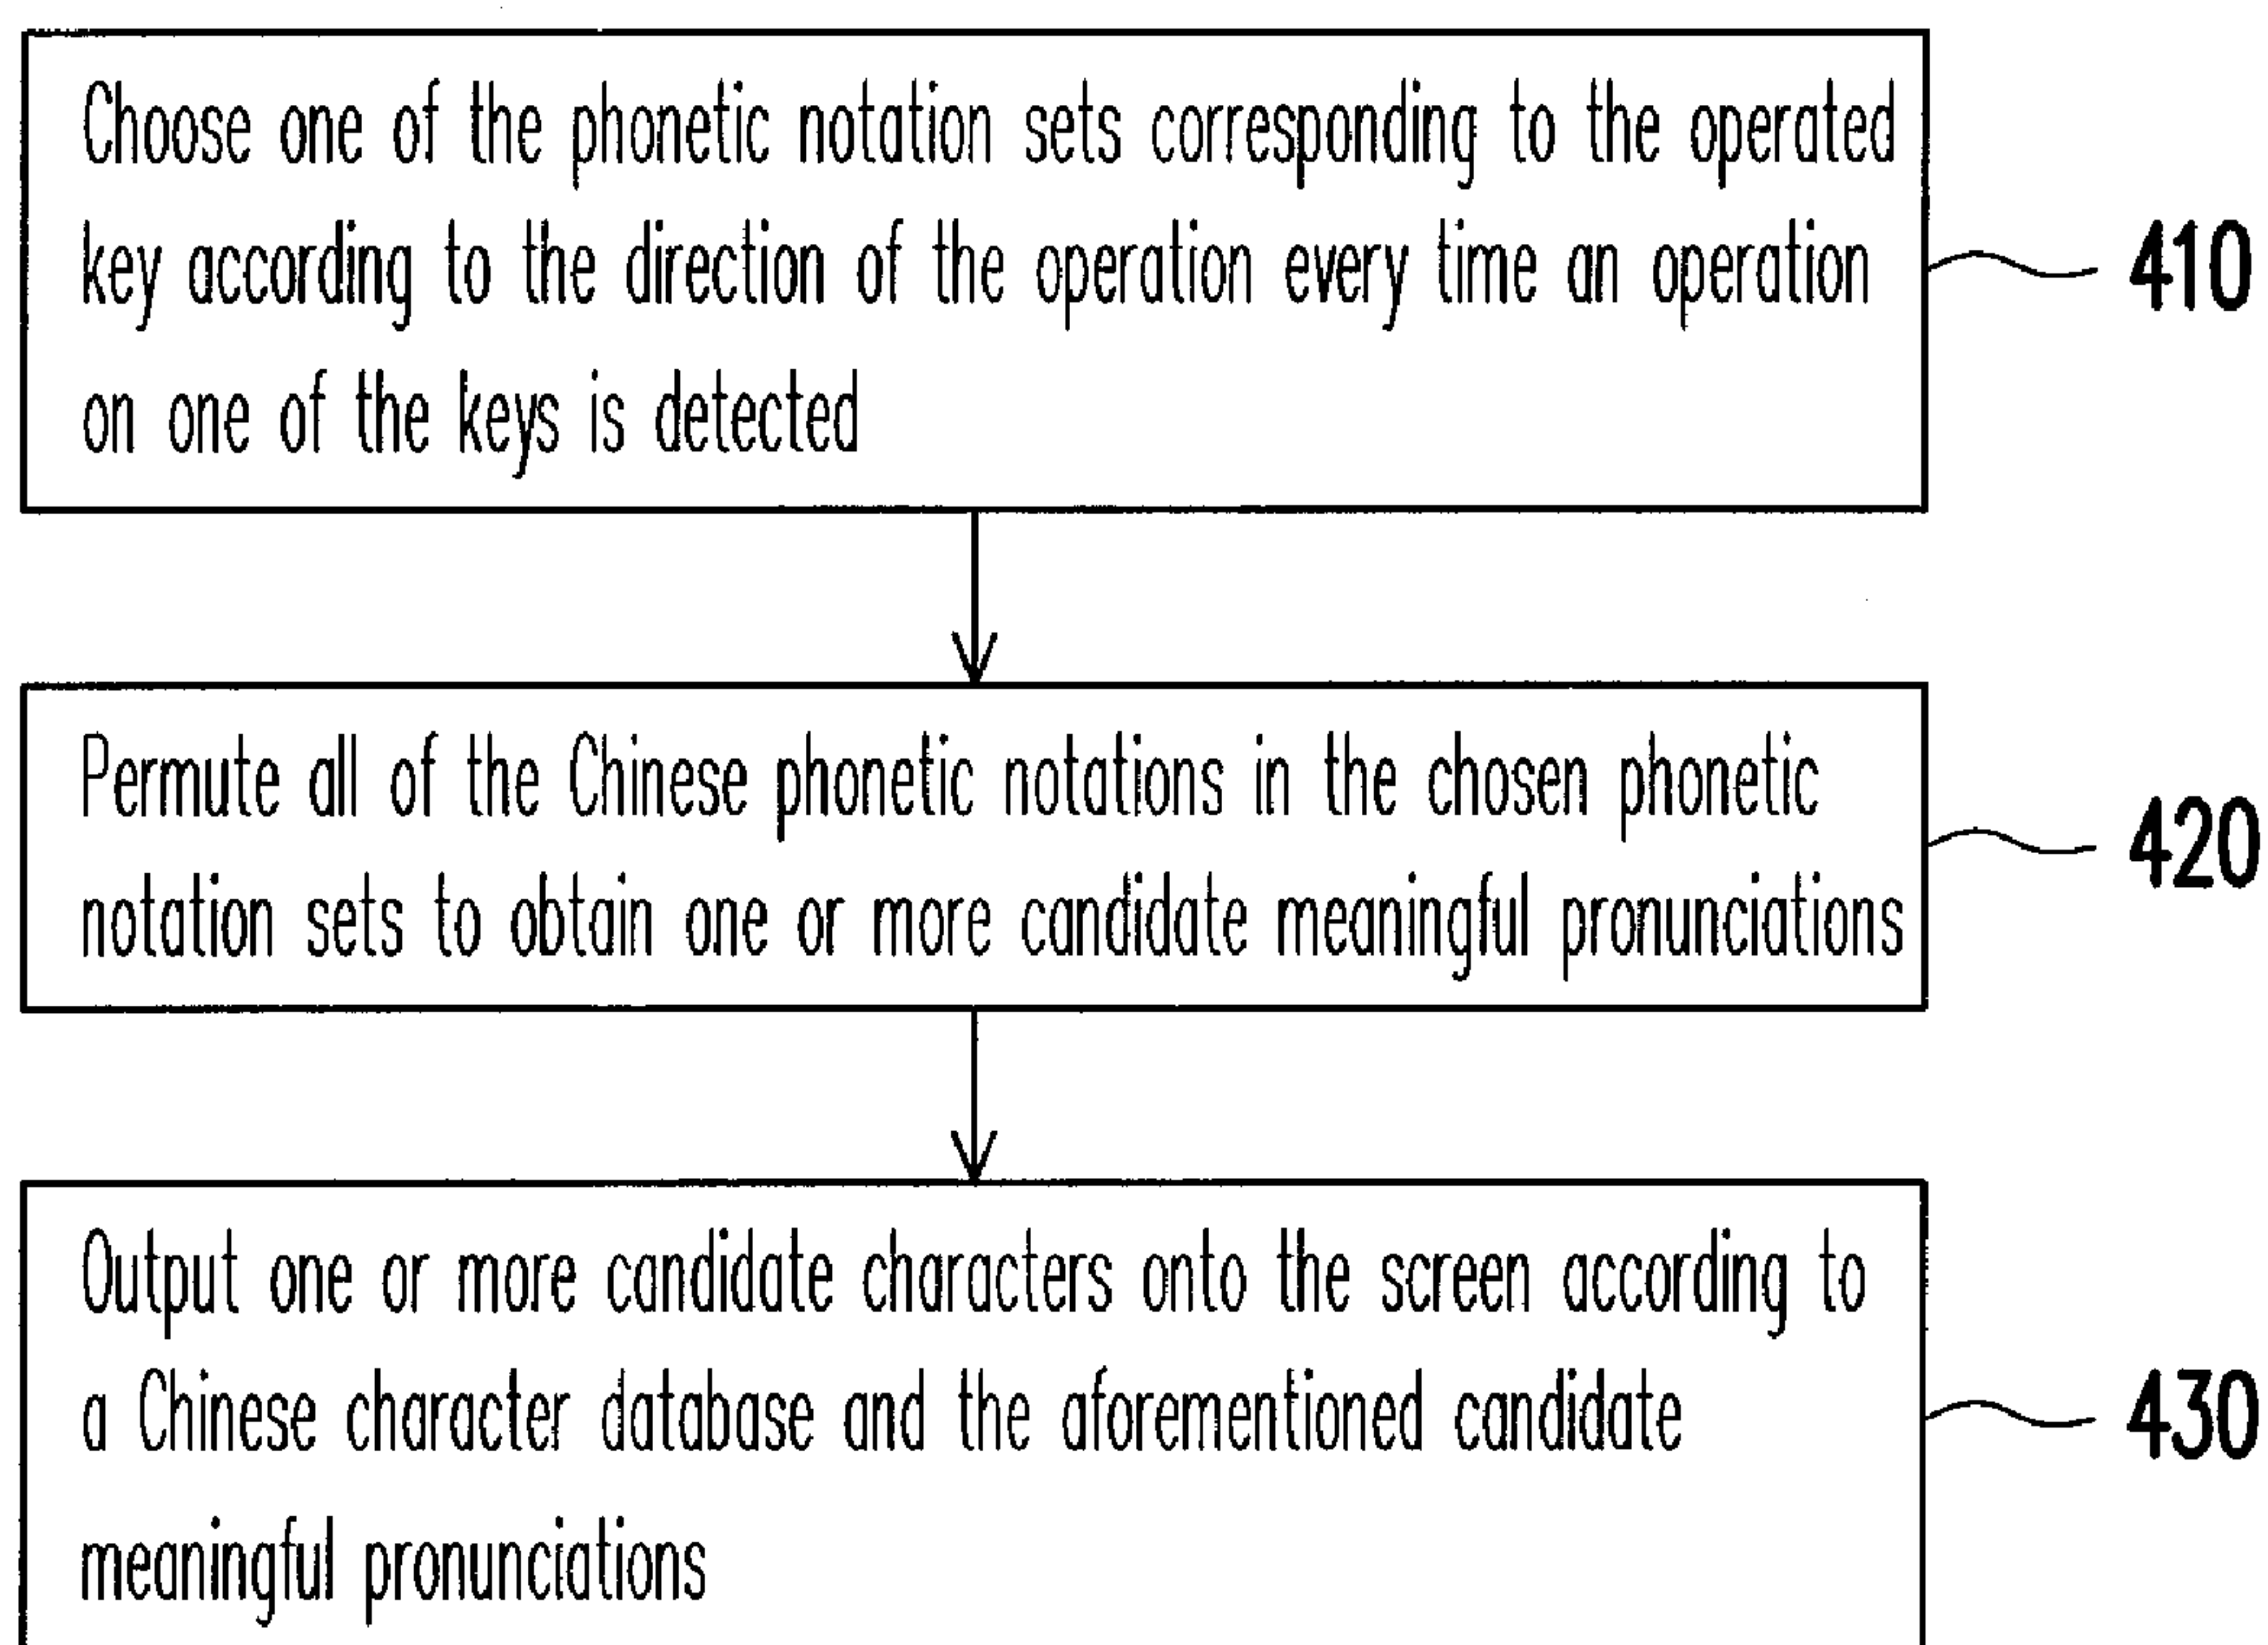 Choose one of the phonetic notation sets corresponding to the operated
key according to the direction of the operation every time an operation
on one of the keys is detected
410
Permute all of the Chinese phonetic notations in the chosen phonetic
notation sets to obtain one or more candidate meaningful pronunciations
420
Output one or more candidate characters onto the screen according to
a Chinese character database and the aforementioned candidate
meaningful pronunciations
430